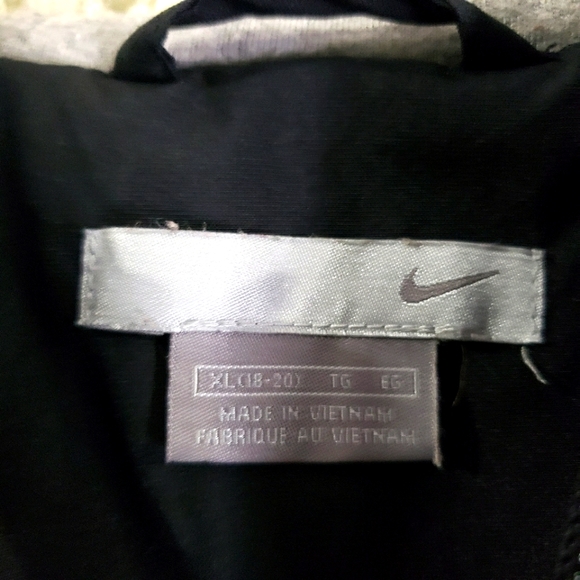 XL(18-20) TG EG
MADE IN VIETNAM
FABRIQUE AU VIETNAM